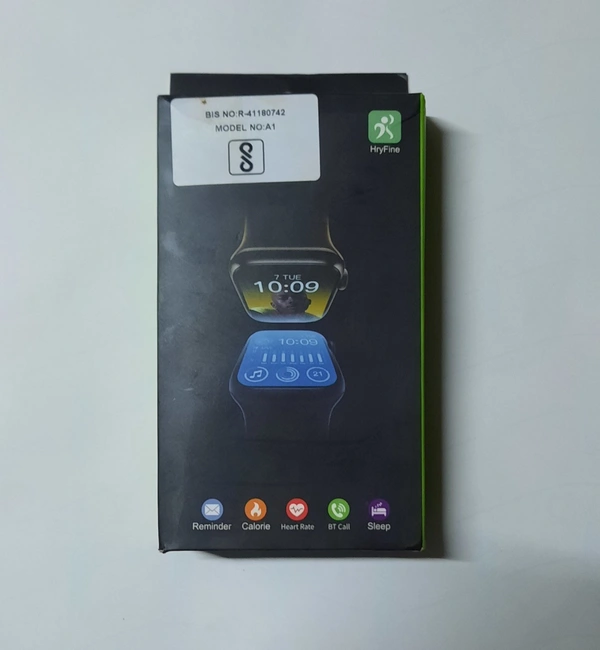 BIS NO:R-41180742
MODEL NO:A1
HryFine
7 TUE
10:09
10:09
21
Reminder
Calorie
Heart Rate
BT Call
Sleep